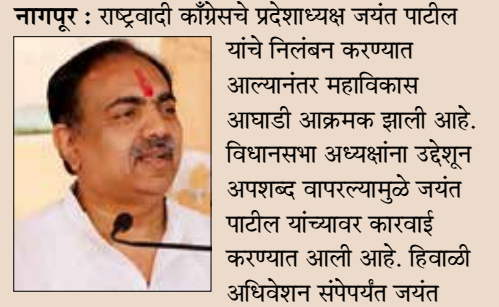 नागपूर : राष्ट्रवादी काँग्रेसचे प्रदेशाध्यक्ष जयंत पाटील
यांचे निलंबन करण्यात
आल्यानंतर महाविकास
आघाडी आक्रमक झाली आहे.
विधानसभा अध्यक्षांना उद्देशून
अपशब्द वापरल्यामुळे जयंत
पाटील यांच्यावर कारवाई
करण्यात आली आहे. हिवाळी
अधिवेशन संपेपर्यंत जयंत